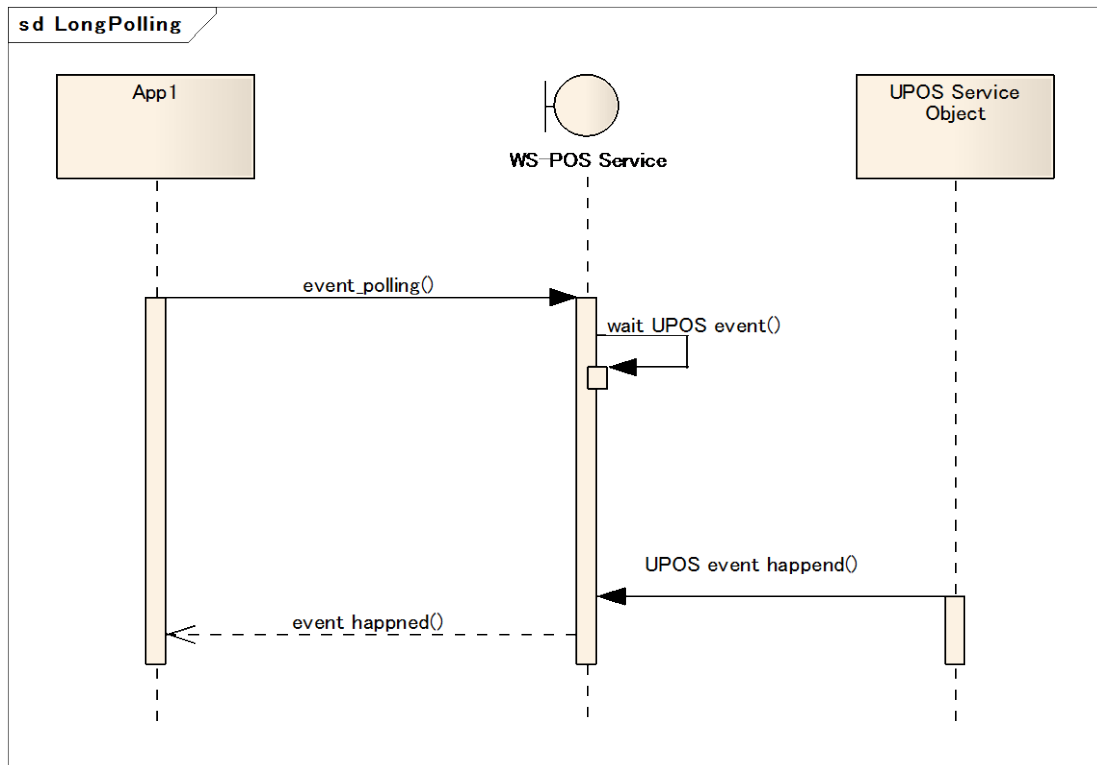 sd LongPolling
App1
WS-POS Service
UPOS Service
Object
event_polling()
wait UPOS event()
UPOS event happend()
event happned()